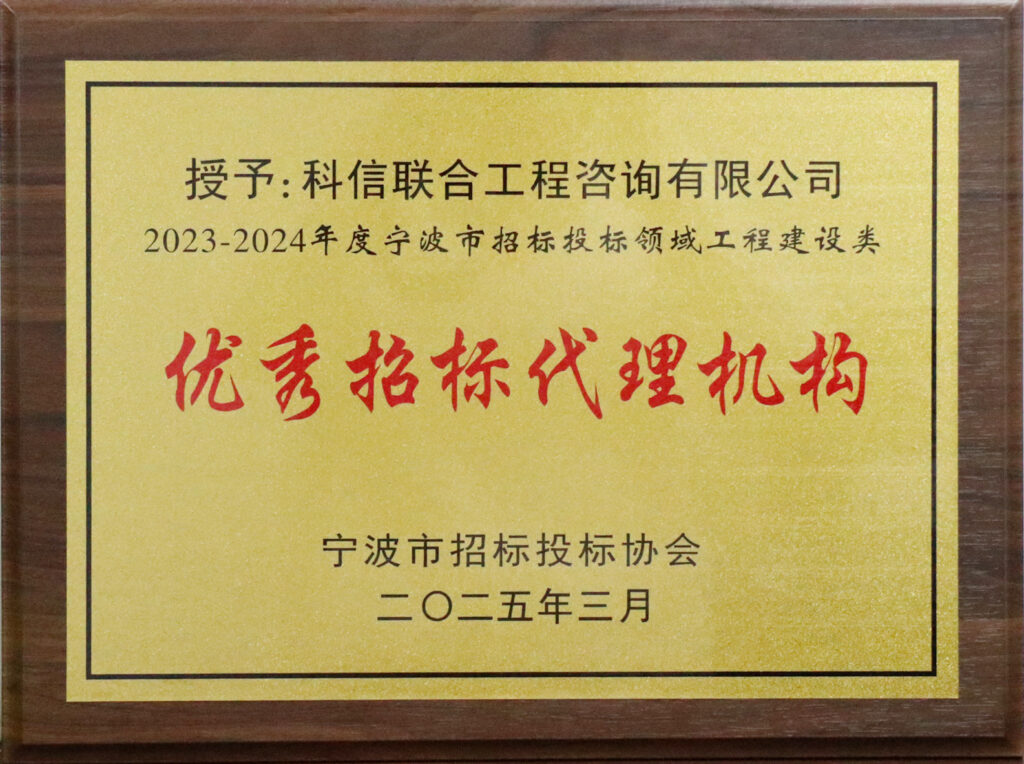 授予:科信联合工程咨询有限公司
2023-2024年度宁波市招标投标领域工程建设类
优秀招标代理机构
宁波市招标投标协会
二〇二五年三月